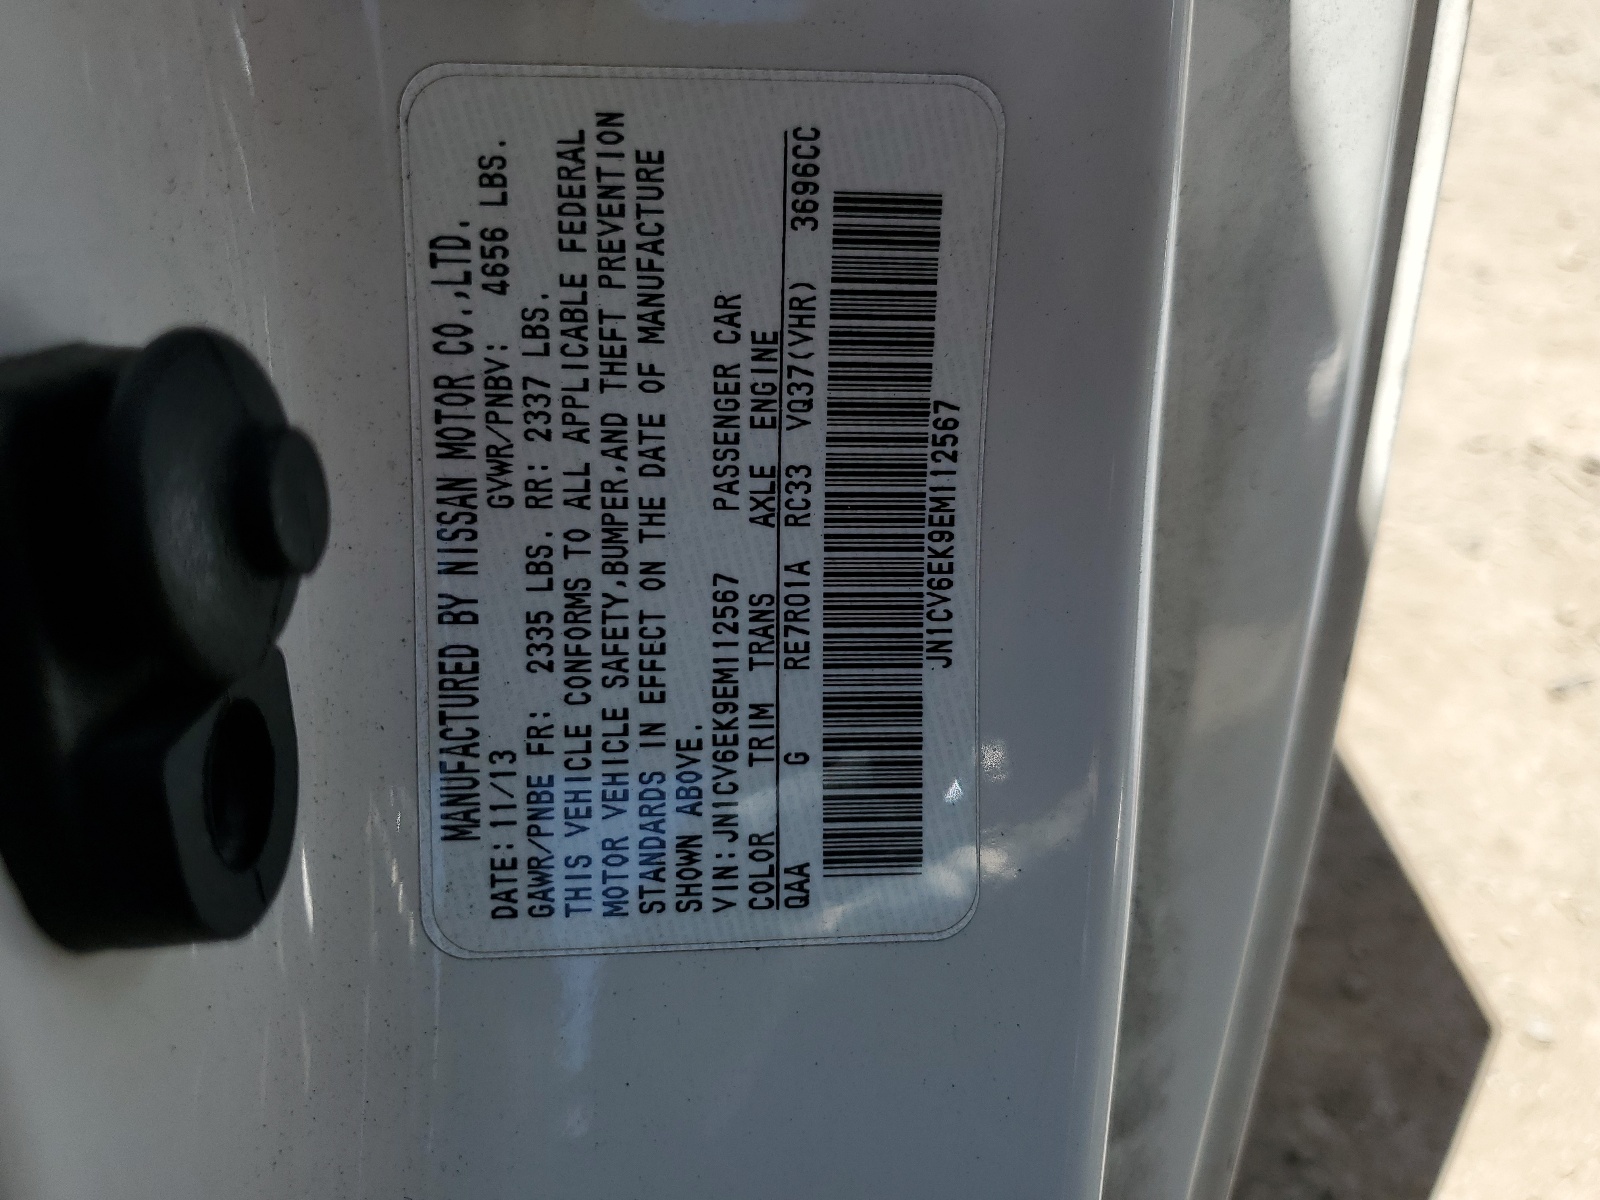 MANUFACTURED BY NISSAN MOTOR CO.,LTD.
DATE:11/13 GVWR/PNBV: 4656 LBS.
GAWR/PNBE FR: 2335 LBS. RR: 2337 LBS.
THIS VEHICLE CONFORMS TO ALL APPLICABLE FEDERAL
MOTOR VEHICLE SAFETY,BUMPER,AND THEFT PREVENTION
STANDARDS IN EFFECT ON THE DATE OF MANUFACTURE
SHOWN ABOVE.
VIN:JN1CV6EK9EM112567 PASSENGER CAR
COLOR TRIM TRANS AXLE ENGINE
QAA G RE7R01A RC33 VQ37(VHR) 3696CC
JN1CV6EK9EM112567